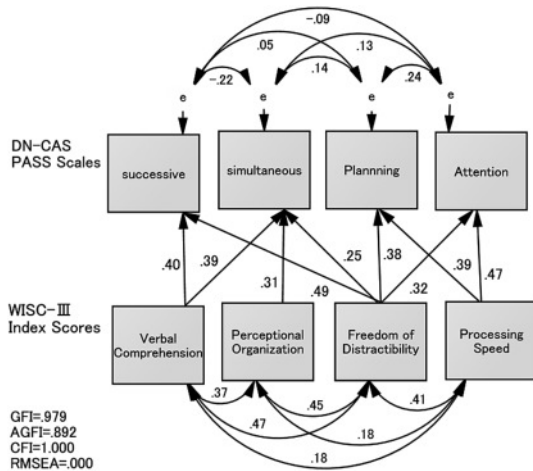 -.09
.05
.13
-.22
.14
.24
e
e
e
e
DN-CAS
PASS Scales
successive
simultaneous
Plannning
Attention
.40
.39
.31
.49
.25
.38
.32
.39
.47
WISC-III
Index Scores
Verbal
Comprehension
Perceptional
Organization
Freedom of
Distractibility
Processing
Speed
.37
.45
.41
.47
.18
.18
GFI=.979
AGFI=.892
CFI=1.000
RMSEA=.000